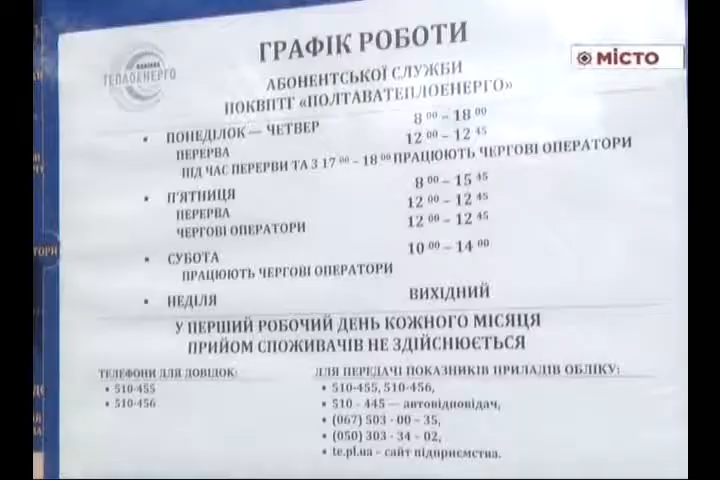 ГРАФІК РОБОТИ
МІСТО
ТЕПЛОЕНЕРГО
АБОНЕНТСЬКОЇ СЛУЖБИ
ПОКВПТГ «ПОЛТАВАТЕПЛОЕНЕРГО»
• ПОНЕДІЛОК — ЧЕТВЕР 8 00 – 18 00
ПЕРЕРВА 12 00 – 12 45
ПІД ЧАС ПЕРЕРВИ ТА З 17 00 – 18 00 ПРАЦЮЮТЬ ЧЕРГОВІ ОПЕРАТОРИ
• П'ЯТНИЦЯ 8 00 – 15 45
ПЕРЕРВА 12 00 – 12 45
ЧЕРГОВІ ОПЕРАТОРИ 12 00 – 12 45
• СУБОТА 10 00 – 14 00
ПРАЦЮЮТЬ ЧЕРГОВІ ОПЕРАТОРИ
• НЕДІЛЯ ВИХІДНИЙ
У ПЕРШИЙ РОБОЧИЙ ДЕНЬ КОЖНОГО МІСЯЦЯ
ПРИЙОМ СПОЖИВАЧІВ НЕ ЗДІЙСНЮЄТЬСЯ
ТЕЛЕФОНИ ДЛЯ ДОВІДОК:
• 510-455
• 510-456
ДЛЯ ПЕРЕДАЧІ ПОКАЗНИКІВ ПРИЛАДІВ ОБЛІКУ:
• 510-455, 510-456,
• 510 - 445 — автовідповідач,
• (067) 503 - 00 – 35,
• (050) 303 - 34 – 02,
• te.pl.ua – сайт підприємства.